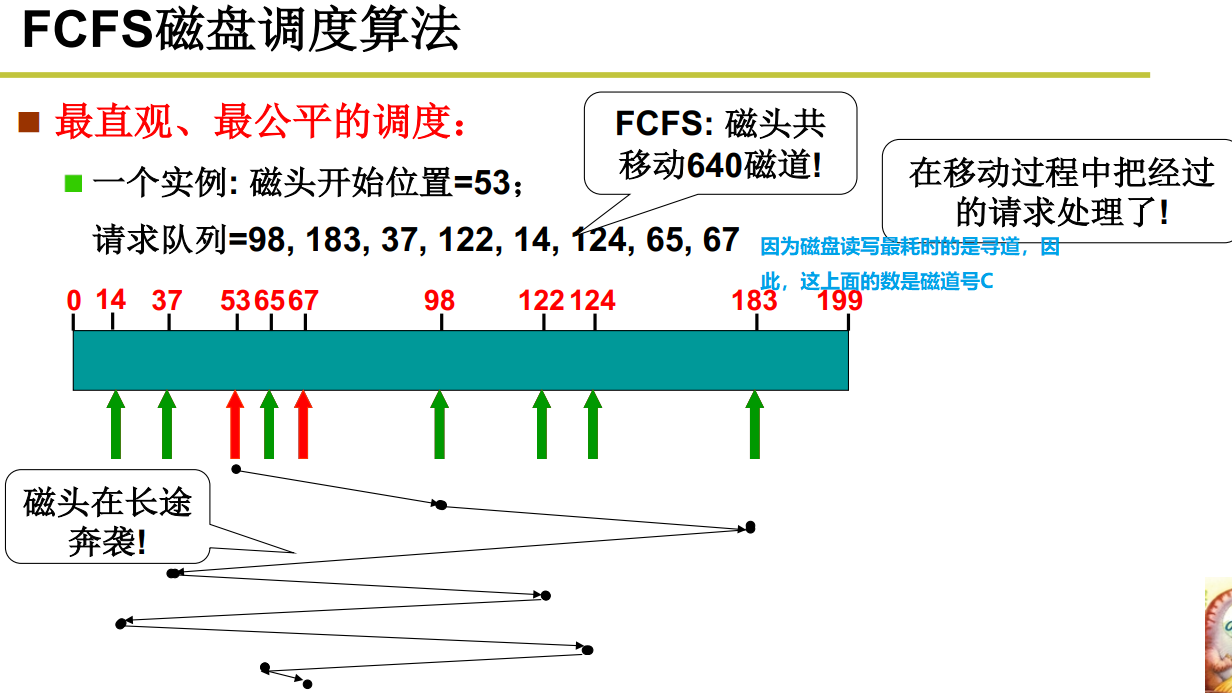 FCFS磁盘调度算法
最直观、最公平的调度：
FCFS: 磁头共
移动640磁道!
在移动过程中把经过
的请求处理了!
一个实例: 磁头开始位置=53；
请求队列=98, 183, 37, 122, 14, 124, 65, 67
因为磁盘读写最耗时的是寻道，因
此，这上面的数是磁道号C
0 14 37 53 65 67 98 122 124 183 199
磁头在长途
奔袭!